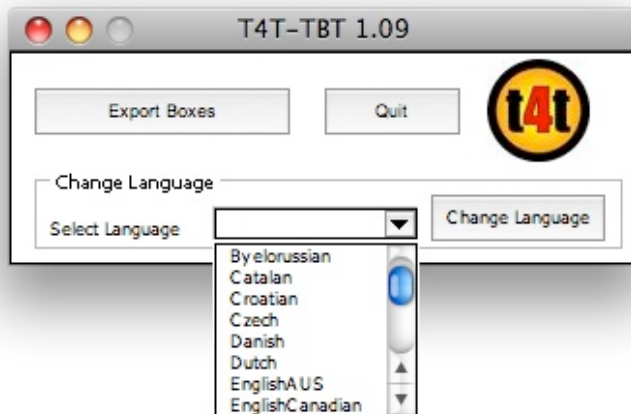 T4T-TBT 1.09
Export Boxes
Quit
t4t
Change Language
Select Language
Change Language
Byelorussian
Catalan
Croatian
Czech
Danish
Dutch
EnglishAUS
EnglishCanadian